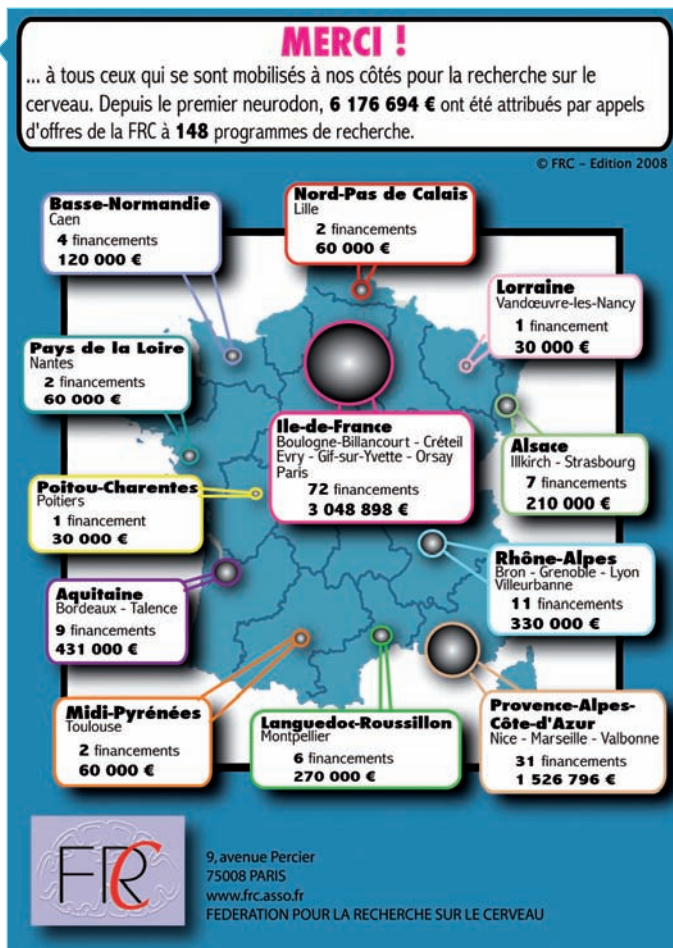 MERCI !
... à tous ceux qui se sont mobilisés à nos côtés pour la recherche sur le
cerveau. Depuis le premier neurodon, 6 176 694 € ont été attribués par appels
d'offres de la FRC à 148 programmes de recherche.
© FRC - Edition 2008
Basse-Normandie
Caen
4 financements
120 000 €
Nord-Pas de Calais
Lille
2 financements
60 000 €
Lorraine
Vandœuvre-les-Nancy
1 financement
30 000 €
Pays de la Loire
Nantes
2 financements
60 000 €
Ile-de-France
Boulogne-Billancourt - Créteil
Evry - Gif-sur-Yvette - Orsay
Paris
72 financements
3 048 898 €
Alsace
Illkirch - Strasbourg
7 financements
210 000 €
Poitou-Charentes
Poitiers
1 financement
30 000 €
Rhône-Alpes
Bron - Grenoble - Lyon
Villeurbanne
11 financements
330 000 €
Aquitaine
Bordeaux - Talence
9 financements
431 000 €
Midi-Pyrénées
Toulouse
2 financements
60 000 €
Languedoc-Roussillon
Montpellier
6 financements
270 000 €
Provence-Alpes-
Côte-d'Azur
Nice - Marseille - Valbonne
31 financements
1 526 796 €
FRC
9, avenue Percier
75008 PARIS
www.frc.asso.fr
FEDERATION POUR LA RECHERCHE SUR LE CERVEAU